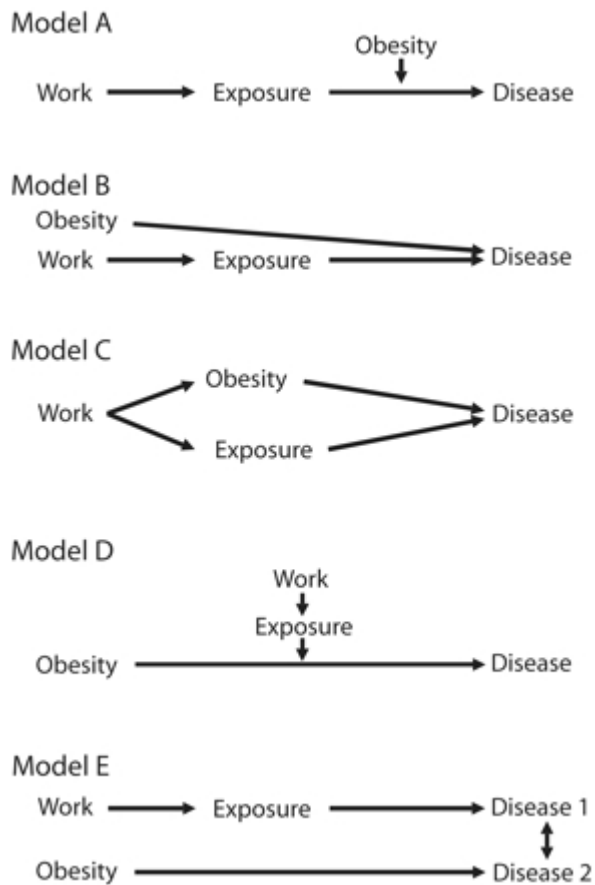 Model A
Obesity
Work Exposure Disease
Model B
Obesity
Work Exposure Disease
Model C
Obesity
Work Disease
Exposure
Model D
Work
Exposure
Obesity Disease
Model E
Work Exposure Disease 1
Obesity Disease 2